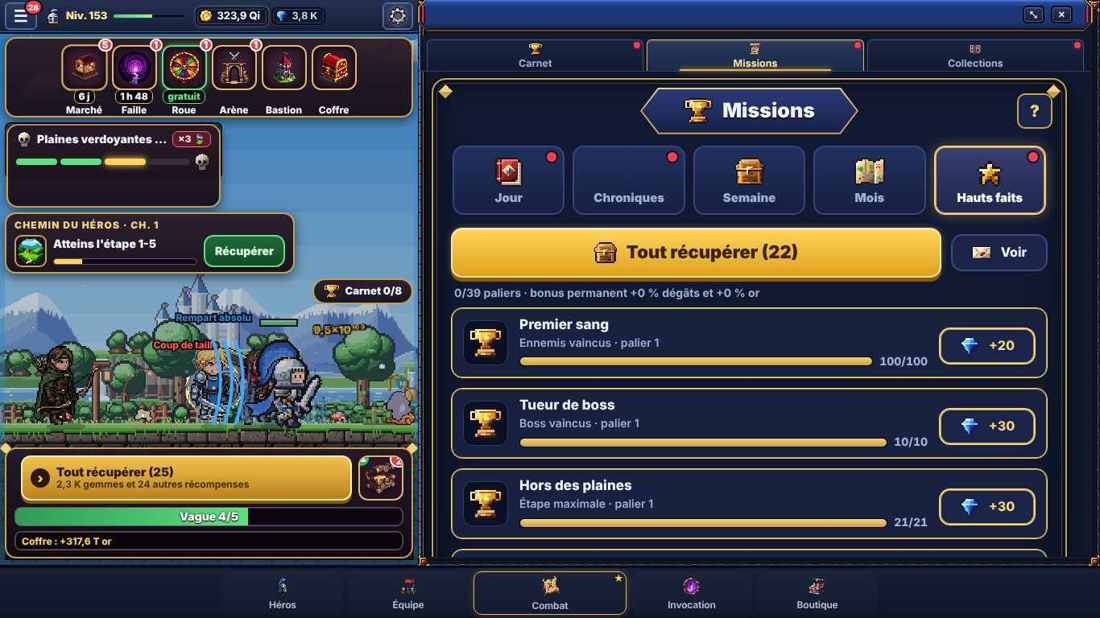 28
Niv. 153
323,9 Qi
3,8 K
5
1
1
1
6 j
1 h 48
gratuit
Marché
Faille
Roue
Arène
Bastion
Coffre
Plaines verdoyantes ...
×3
CHEMIN DU HÉROS · CH. 1
Atteins l'étape 1-5
Récupérer
Carnet 0/8
Rempart absolu
Coup de taill
Tout récupérer (25)
2,3 K gemmes et 24 autres récompenses
Vague 4/5
Coffre : +317,6 T or
Carnet
Missions
Collections
Missions
?
Jour
Chroniques
Semaine
Mois
Hauts faits
Tout récupérer (22)
Voir
0/39 paliers · bonus permanent +0 % dégâts et +0 % or
Premier sang
Ennemis vaincus · palier 1
100/100
+20
Tueur de boss
Boss vaincus · palier 1
10/10
+30
Hors des plaines
Étape maximale · palier 1
21/21
+30
Héros
Équipe
Combat
Invocation
Boutique